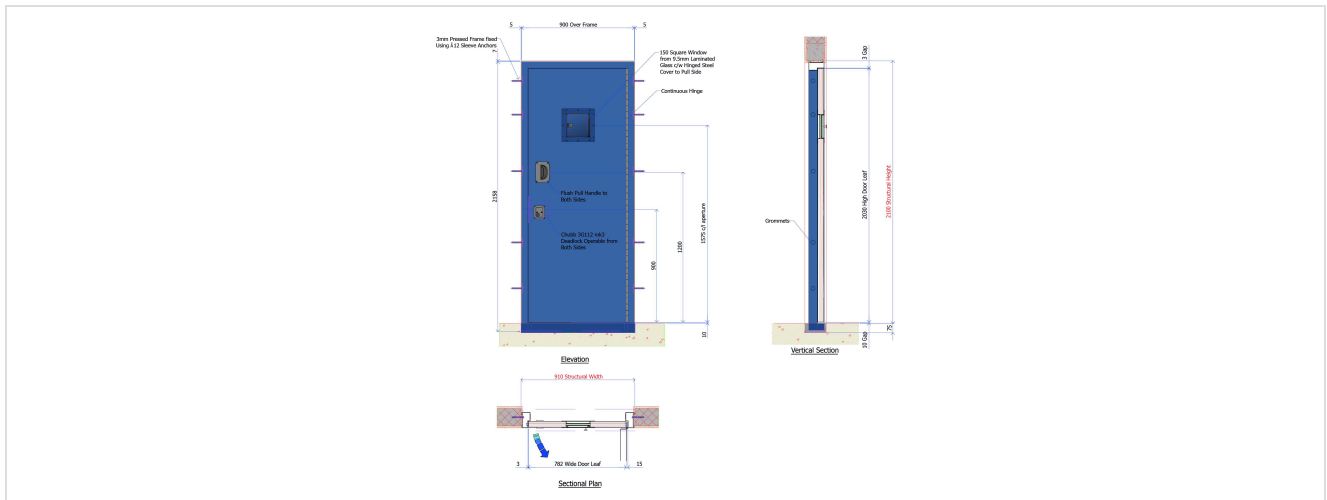 5
900 Over Frame
5
3mm Pressed Frame fixed
Using Ã12 Sleeve Anchors
7
150 Square Window
from 9.5mm Laminated
Glass c/w Hinged Steel
Cover to Pull Side
Continuous Hinge
Flush Pull Handle to
Both Sides
Chubb 3G112 mk3
Deadlock Operable from
Both Sides
2158
900
1200
1575 c/l aperture
10
Elevation
3 Gap
2030 High Door Leaf
2100 Structural Height
Grommets
75
10 Gap
Vertical Section
910 Structural Width
3
782 Wide Door Leaf
15
Sectional Plan